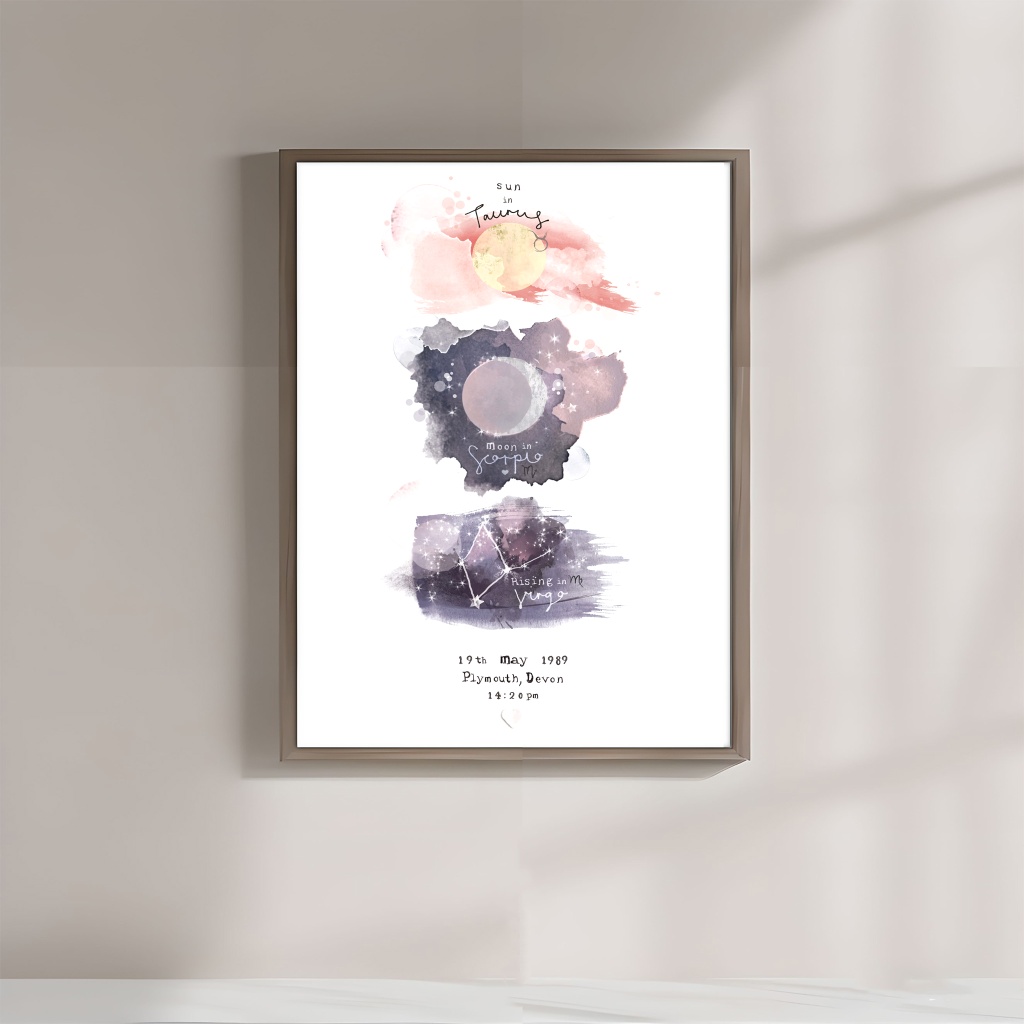 sun
in
Taurus
moon in
Scorpio
Rising in
Virgo
19th may 1989
Plymouth, Devon
14:20pm